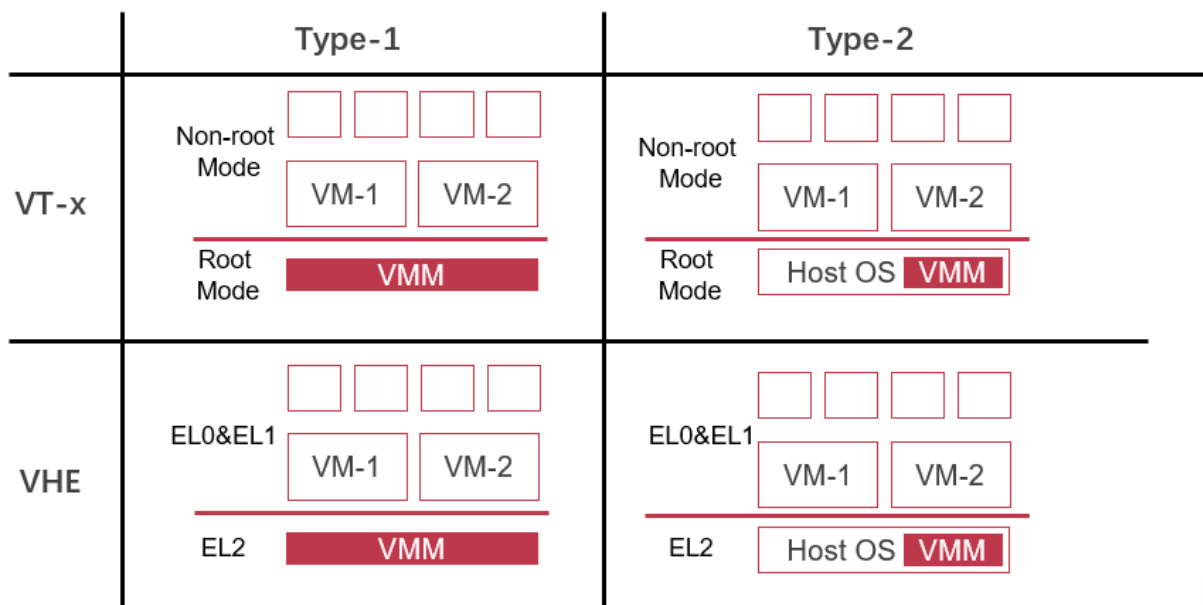 Type-1
Type-2
VT-x
Non-root
Mode
VM-1
VM-2
Root
Mode
VMM
Non-root
Mode
VM-1
VM-2
Root
Mode
Host OS
VMM
VHE
EL0&EL1
VM-1
VM-2
EL2
VMM
EL0&EL1
VM-1
VM-2
EL2
Host OS
VMM